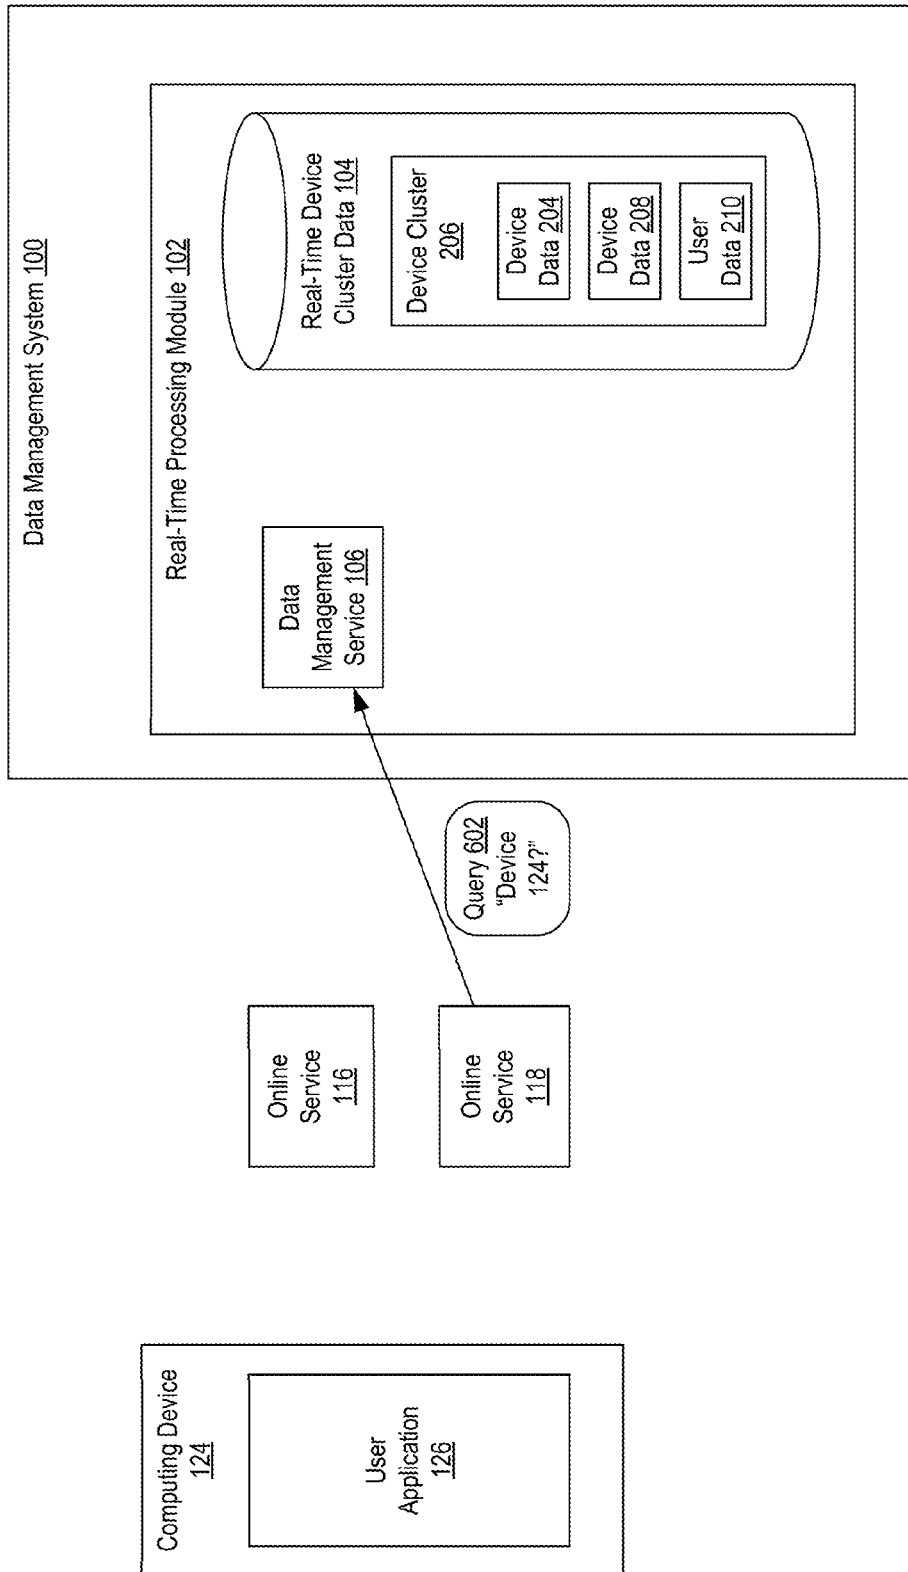 Data Management System 100
Real-Time Processing Module 102
Real-Time Device
Cluster Data 104
Device Cluster
206
Device
Data 204
Device
Data 208
User
Data 210
Data
Management
Service 106
Query 602
“Device
124?”
Online
Service
116
Online
Service
118
Computing Device
124
User
Application
126